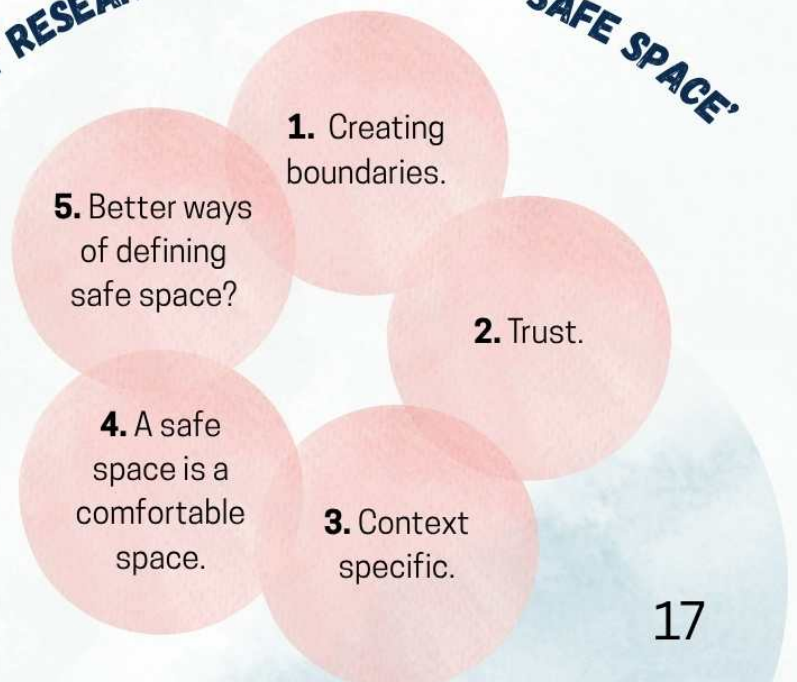 SAFE SPACE’
1. Creating
boundaries.
2. Trust.
3. Context
specific.
4. A safe
space is a
comfortable
space.
5. Better ways
of defining
safe space?
17